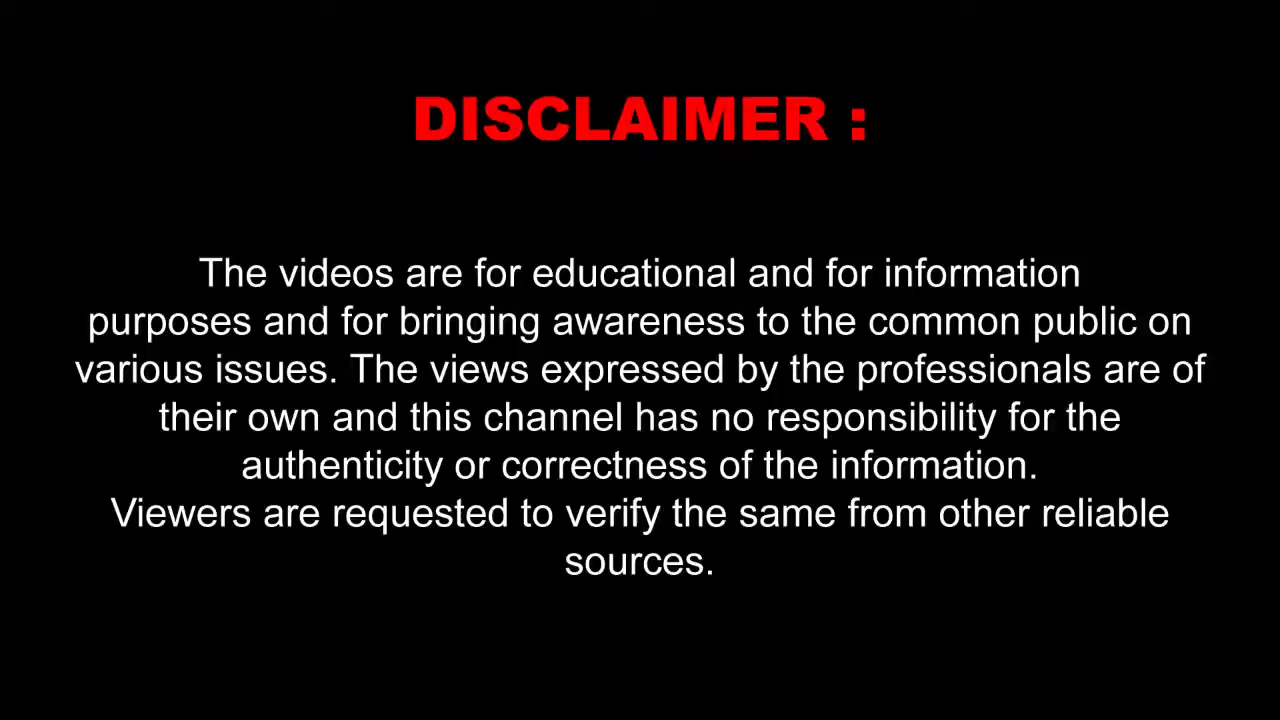 DISCLAIMER :
The videos are for educational and for information
purposes and for bringing awareness to the common public on
various issues. The views expressed by the professionals are of
their own and this channel has no responsibility for the
authenticity or correctness of the information.
Viewers are requested to verify the same from other reliable
sources.